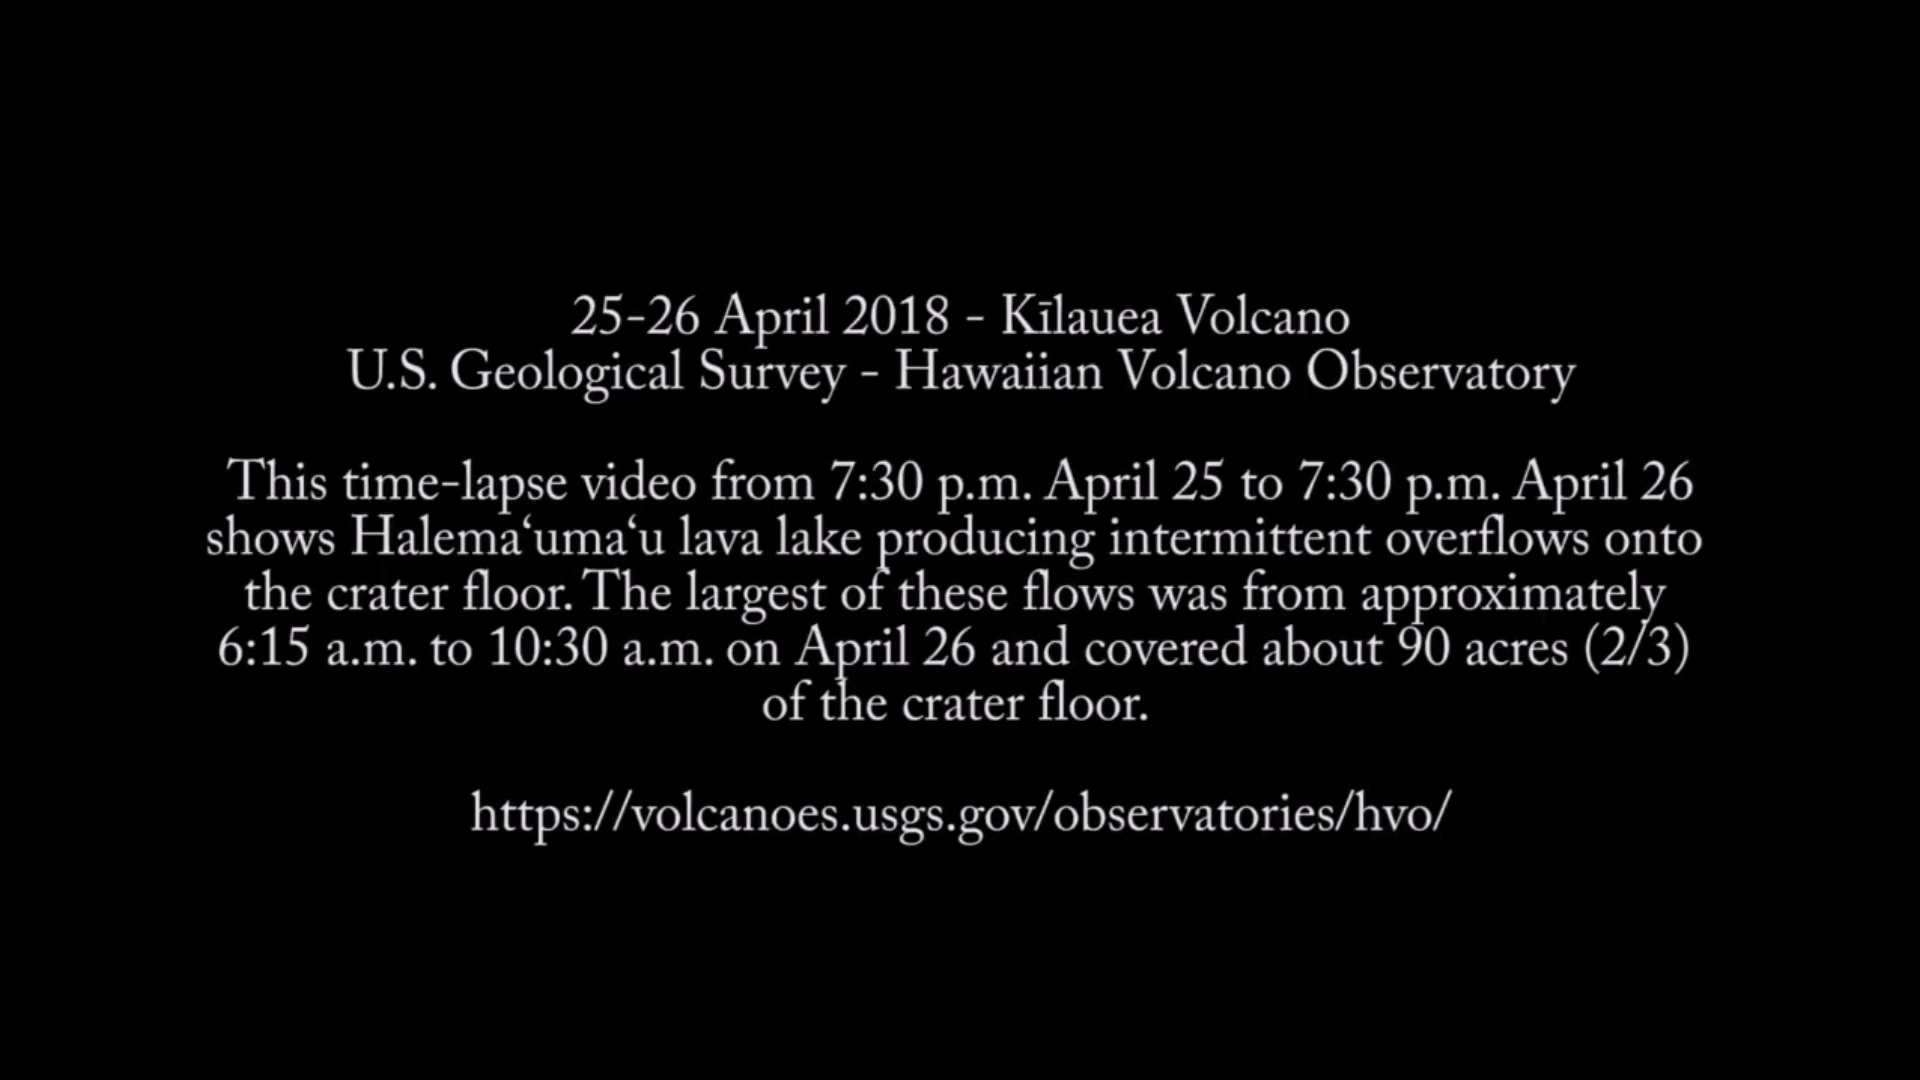 25-26 April 2018 - Kīlauea Volcano
U.S. Geological Survey - Hawaiian Volcano Observatory
This time-lapse video from 7:30 p.m. April 25 to 7:30 p.m. April 26
shows Halema‘uma‘u lava lake producing intermittent overflows onto
the crater floor. The largest of these flows was from approximately
6:15 a.m. to 10:30 a.m. on April 26 and covered about 90 acres (2/3)
of the crater floor.
https://volcanoes.usgs.gov/observatories/hvo/